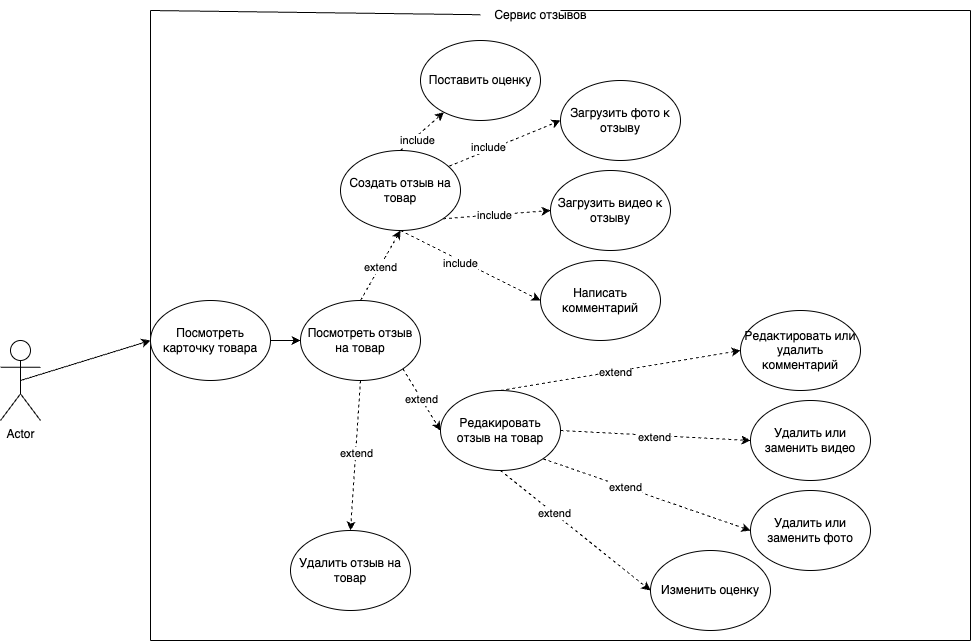 Сервис отзывов
Поставить оценку
Загрузить фото к
отзыву
include
include
Создать отзыв на
товар
Загрузить видео к
отзыву
include
include
extend
Написать
комментарий
Посмотреть
карточку товара
Посмотреть отзыв
на товар
Редактировать или
удалить
комментарий
Actor
extend
extend
Редакировать
отзыв на товар
extend
Удалить или
заменить видео
extend
extend
extend
Удалить или
заменить фото
Удалить отзыв на
товар
Изменить оценку